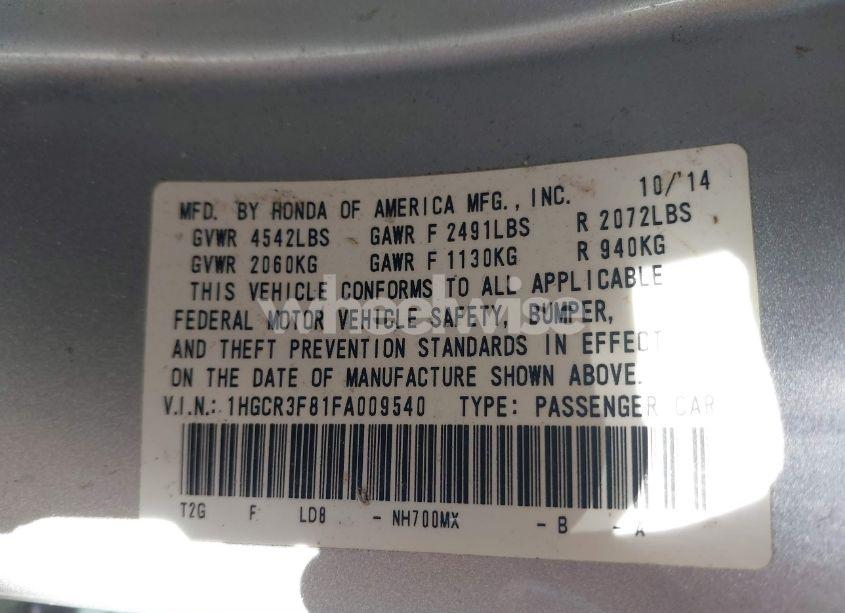 MFD. BY HONDA OF AMERICA MFG., INC. 10/'14
GVWR 4542LBS GAWR F 2491LBS R 2072LBS
GVWR 2060KG GAWR F 1130KG R 940KG
THIS VEHICLE CONFORMS TO ALL APPLICABLE
FEDERAL MOTOR VEHICLE SAFETY, BUMPER,
AND THEFT PREVENTION STANDARDS IN EFFECT
ON THE DATE OF MANUFACTURE SHOWN ABOVE.
V.I.N.: 1HGCR3F81FA009540 TYPE: PASSENGER CAR
T2G F LD8 - NH700MX - B - A
wheelwise